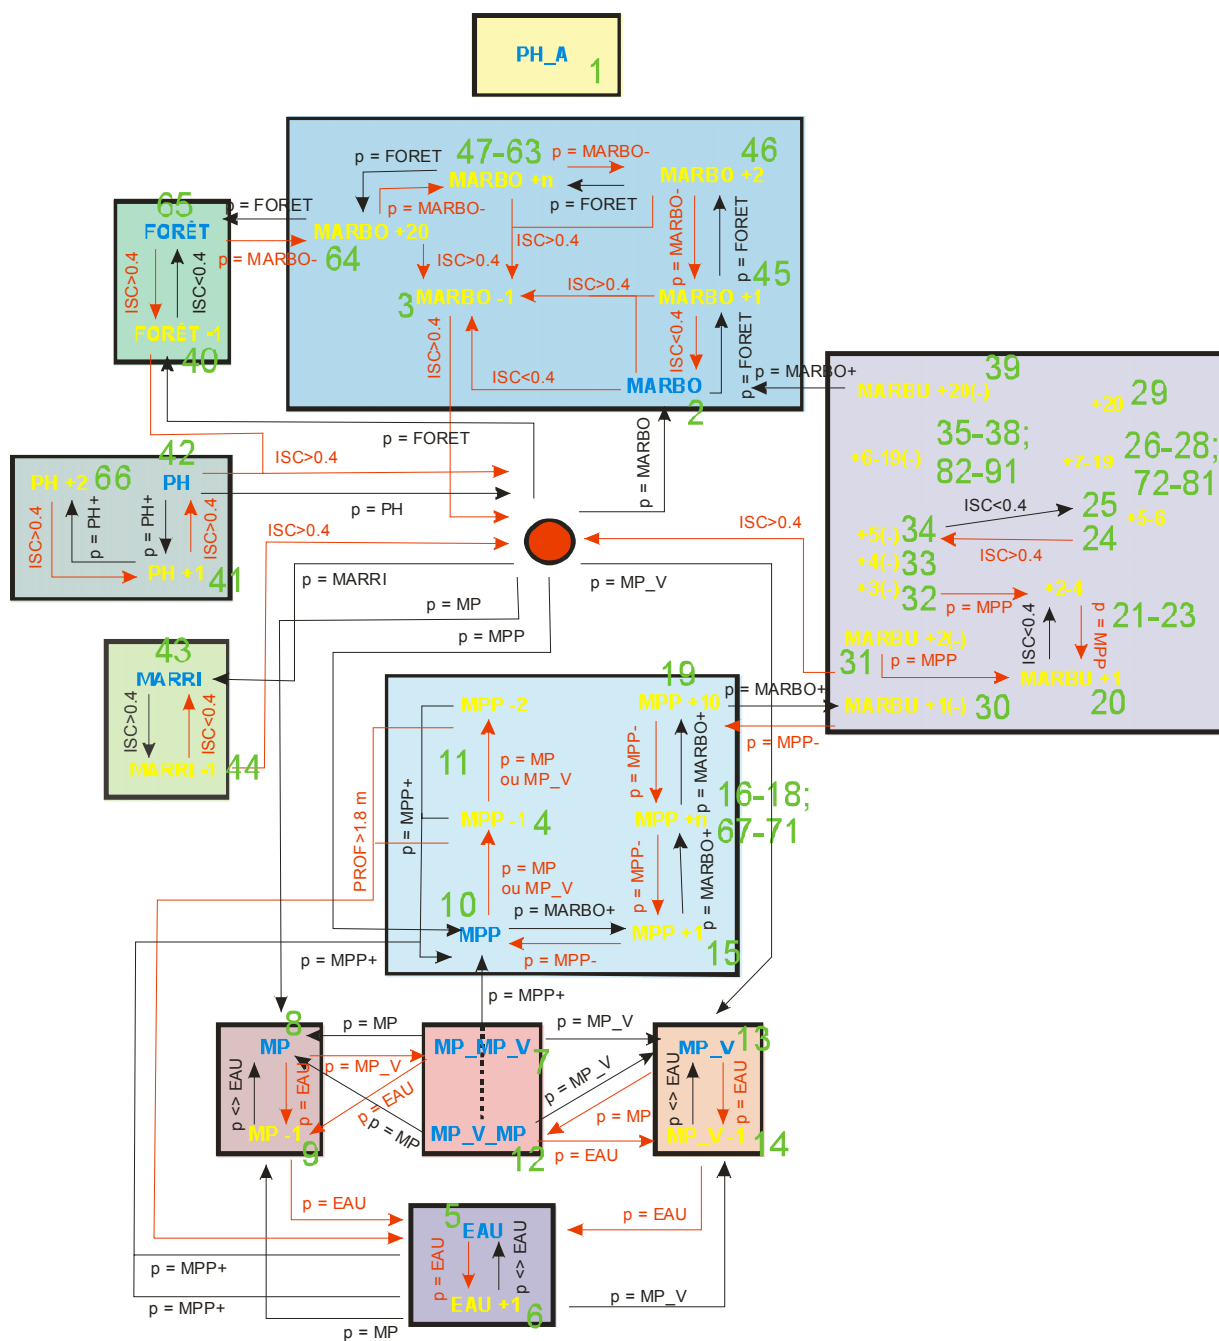 PH_A
1
47-63
46
p = FORET
p = MARBO-
MARBO +n
MARBO +2
p = FORET
p = MARBO-
p = MARBO-
p = FORET
65
FORÊT
p = FORET
p = MARBO-
MARBO +20
64
ISC>0.4
ISC>0.4
45
ISC>0.4
ISC<0.4
FORÊT -1
40
3
MARBO -1
MARBO +1
ISC>0.4
ISC<0.4
ISC<0.4
p = FORET
MARBO
2
p = MARBO+
39
MARBU +20(-)
+20
29
35-38;
82-91
26-28;
72-81
+6-19(-)
+7-19
ISC<0.4
25
+5-6
34
+5(-)
24
ISC>0.4
+4(-)
33
+3(-)
32
p = MPP
+2-4
21-23
ISC<0.4
p = MPP
MARBU +2(-)
31
p = MPP
MARBU +1
20
MARBU +1(-)
30
p = FORET
p = MARBO
42
PH +2
66
PH
ISC>0.4
p = PH
ISC>0.4
p = PH+
p = PH+
ISC>0.4
PH +1
41
ISC>0.4
ISC>0.4
p = MARRI
p = MP
p = MP_V
p = MPP
43
MARRI
ISC>0.4
ISC<0.4
MARRI -1
44
19
MPP -2
MPP +10
p = MARBO+
p = MPP-
11
p = MP
ou MP_V
p = MPP-
p = MARBO+
16-18;
67-71
p = MPP+
PROF>1.8 m
MPP -1
4
MPP +n
p = MP
ou MP_V
p = MPP-
p = MARBO+
10
MPP
p = MARBO+
MPP +1
15
p = MPP-
p = MPP+
p = MPP+
8
MP
p = MP
MP_MP_V
7
p = MP_V
13
MP_V
p = MP_V
p <> EAU
p = EAU
p = EAU
p = MP_V
p = MP
p <> EAU
p = EAU
MP -1
9
p = MP
MP_V_MP
12
p = EAU
MP_V -1
14
p = EAU
p = EAU
5
EAU
p = EAU
p <> EAU
p = MPP+
EAU +1
6
p = MPP+
p = MP_V
p = MP